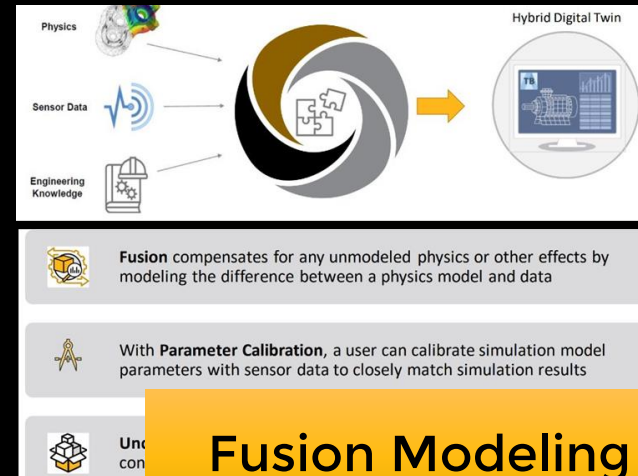 Physics
Hybrid Digital Twin
TB
Sensor Data
Engineering
Knowledge
Fusion compensates for any unmodeled physics or other effects by
modeling the difference between a physics model and data
With Parameter Calibration, a user can calibrate simulation model
parameters with sensor data to closely match simulation results
Fusion Modeling